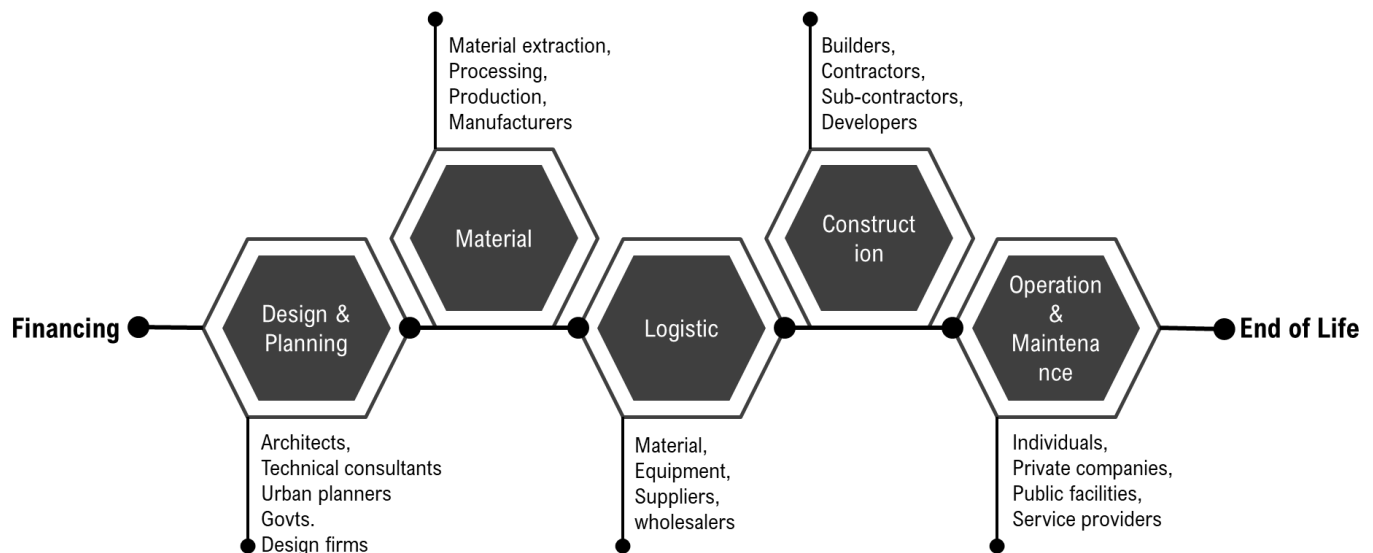 Financing
Design &
Planning
Architects,
Technical consultants
Urban planners
Govts.
Design firms
Material extraction,
Processing,
Production,
Manufacturers
Material
Logistic
Material,
Equipment,
Suppliers,
wholesalers
Builders,
Contractors,
Sub-contractors,
Developers
Construct
ion
Operation
&
Maintena
nce
Individuals,
Private companies,
Public facilities,
Service providers
End of Life